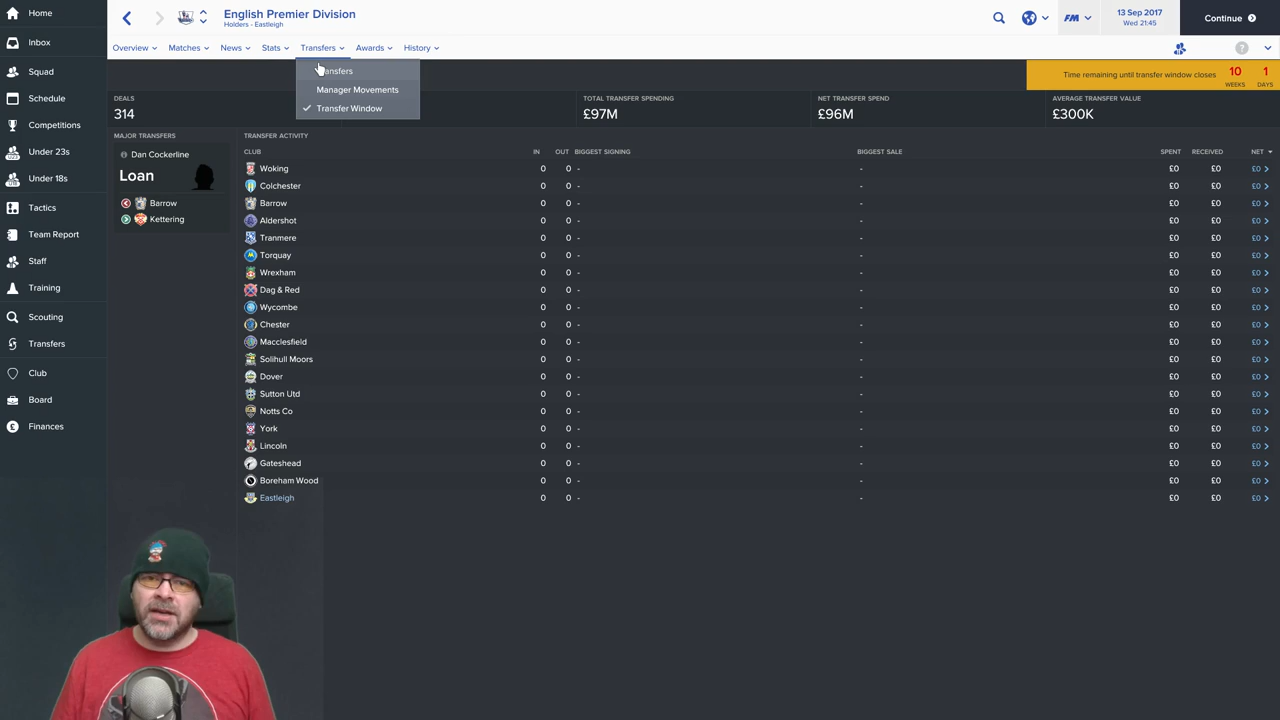 Home
Inbox
Squad
Schedule
Competitions
Under 23s
Under 18s
Tactics
Team Report
Staff
Training
Scouting
Transfers
Club
Board
Finances
English Premier Division
Holders - Eastleigh
FM
13 Sep 2017
Wed 21:45
Continue
Overview Matches News Stats Transfers Awards History
Manager Movements
Transfer Window
Time remaining until transfer window closes 10 WEEKS 1 DAYS
DEALS
314
TOTAL TRANSFER SPENDING
£97M
NET TRANSFER SPEND
£96M
AVERAGE TRANSFER VALUE
£300K
MAJOR TRANSFERS
Dan Cockerline
Loan
Barrow
Kettering
TRANSFER ACTIVITY
CLUB IN OUT BIGGEST SIGNING BIGGEST SALE SPENT RECEIVED NET
Woking 0 0 - - £0 £0 £0
Colchester 0 0 - - £0 £0 £0
Barrow 0 0 - - £0 £0 £0
Aldershot 0 0 - - £0 £0 £0
Tranmere 0 0 - - £0 £0 £0
Torquay 0 0 - - £0 £0 £0
Wrexham 0 0 - - £0 £0 £0
Dag & Red 0 0 - - £0 £0 £0
Wycombe 0 0 - - £0 £0 £0
Chester 0 0 - - £0 £0 £0
Macclesfield 0 0 - - £0 £0 £0
Solihull Moors 0 0 - - £0 £0 £0
Dover 0 0 - - £0 £0 £0
Sutton Utd 0 0 - - £0 £0 £0
Notts Co 0 0 - - £0 £0 £0
York 0 0 - - £0 £0 £0
Lincoln 0 0 - - £0 £0 £0
Gateshead 0 0 - - £0 £0 £0
Boreham Wood 0 0 - - £0 £0 £0
Eastleigh 0 0 - - £0 £0 £0